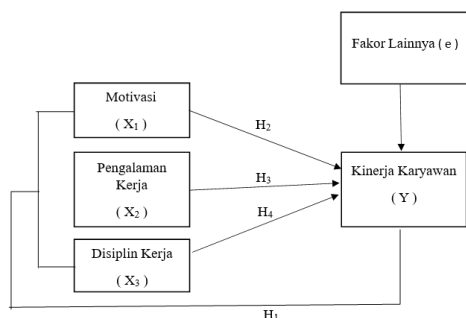 Fakor Lainnya ( e )
Motivasi
( X₁ )
H₂
Pengalaman
Kerja
( X₂ )
H₃
Kinerja Karyawan
( Y )
H₄
Disiplin Kerja
( X₃ )
H₁